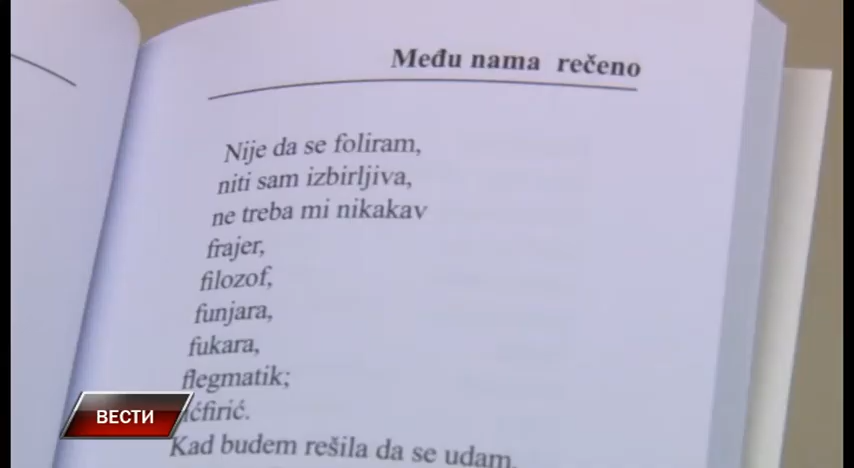 Među nama rečeno
Nije da se foliram,
niti sam izbirljiva,
ne treba mi nikakav
frajer,
filozof,
funjara,
fukara,
flegmatik;
ВЕСТИ
Kad budem rešila da se udam,